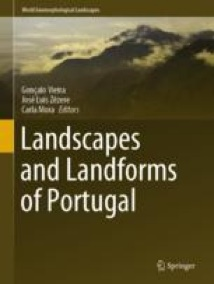 World Geomorphological Landscapes
Gonçalo Vieira
José Luís Zêzere
Carla Mora Editors
Landscapes
and Landforms
of Portugal
Springer